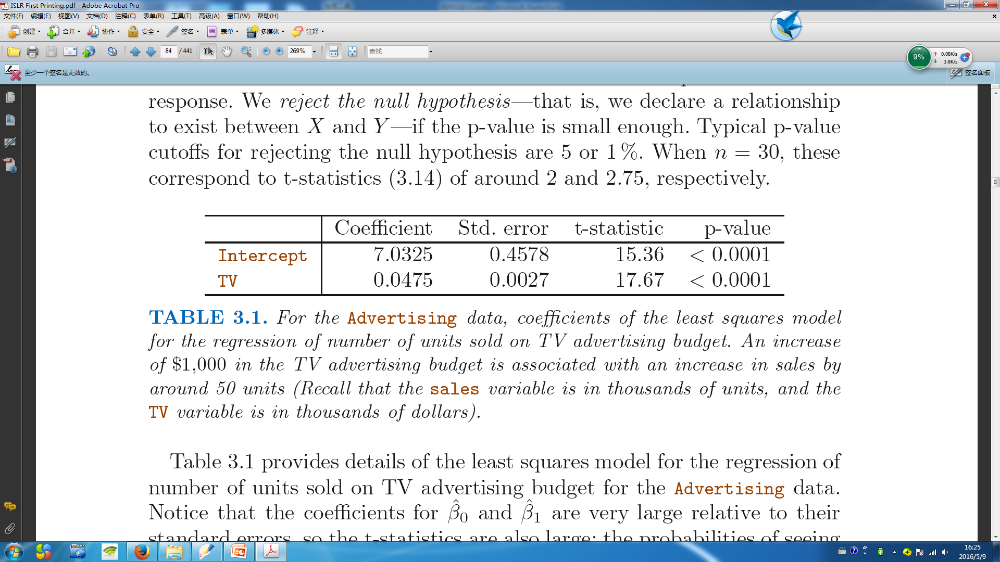 ISLR First Printing.pdf - Adobe Acrobat Pro
文件(F) 编辑(E) 视图(V) 文档(D) 注释(C) 表单(R) 工具(T) 高级(A) 窗口(W) 帮助(H)
创建 合并 协作 安全 签名 表单 多媒体 注释
84 / 441 269% 查找
9% 0.08K/s
3.8K/s
至少一个签名是无效的。 签名面板
response. We reject the null hypothesis—that is, we declare a relationship
to exist between X and Y—if the p-value is small enough. Typical p-value
cutoffs for rejecting the null hypothesis are 5 or 1 %. When n = 30, these
correspond to t-statistics (3.14) of around 2 and 2.75, respectively.
Coefficient Std. error t-statistic p-value
Intercept 7.0325 0.4578 15.36 < 0.0001
TV 0.0475 0.0027 17.67 < 0.0001
TABLE 3.1. For the Advertising data, coefficients of the least squares model
for the regression of number of units sold on TV advertising budget. An increase
of $1,000 in the TV advertising budget is associated with an increase in sales by
around 50 units (Recall that the sales variable is in thousands of units, and the
TV variable is in thousands of dollars).
Table 3.1 provides details of the least squares model for the regression of
number of units sold on TV advertising budget for the Advertising data.
Notice that the coefficients for β̂0 and β̂1 are very large relative to their
standard errors, so the t-statistics are also large; the probabilities of seeing
16:25
2016/5/9